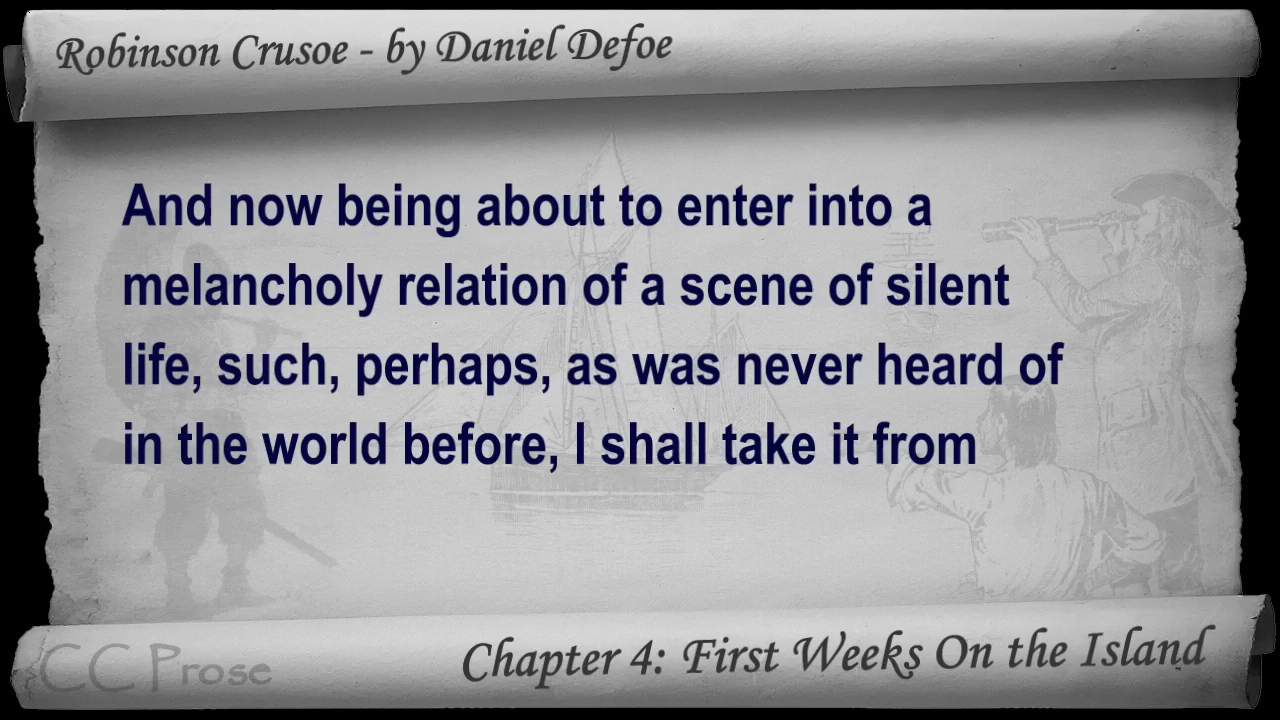 Robinson Crusoe - by Daniel Defoe
And now being about to enter into a
melancholy relation of a scene of silent
life, such, perhaps, as was never heard of
in the world before, I shall take it from
CC Prose
Chapter 4: First Weeks On the Island